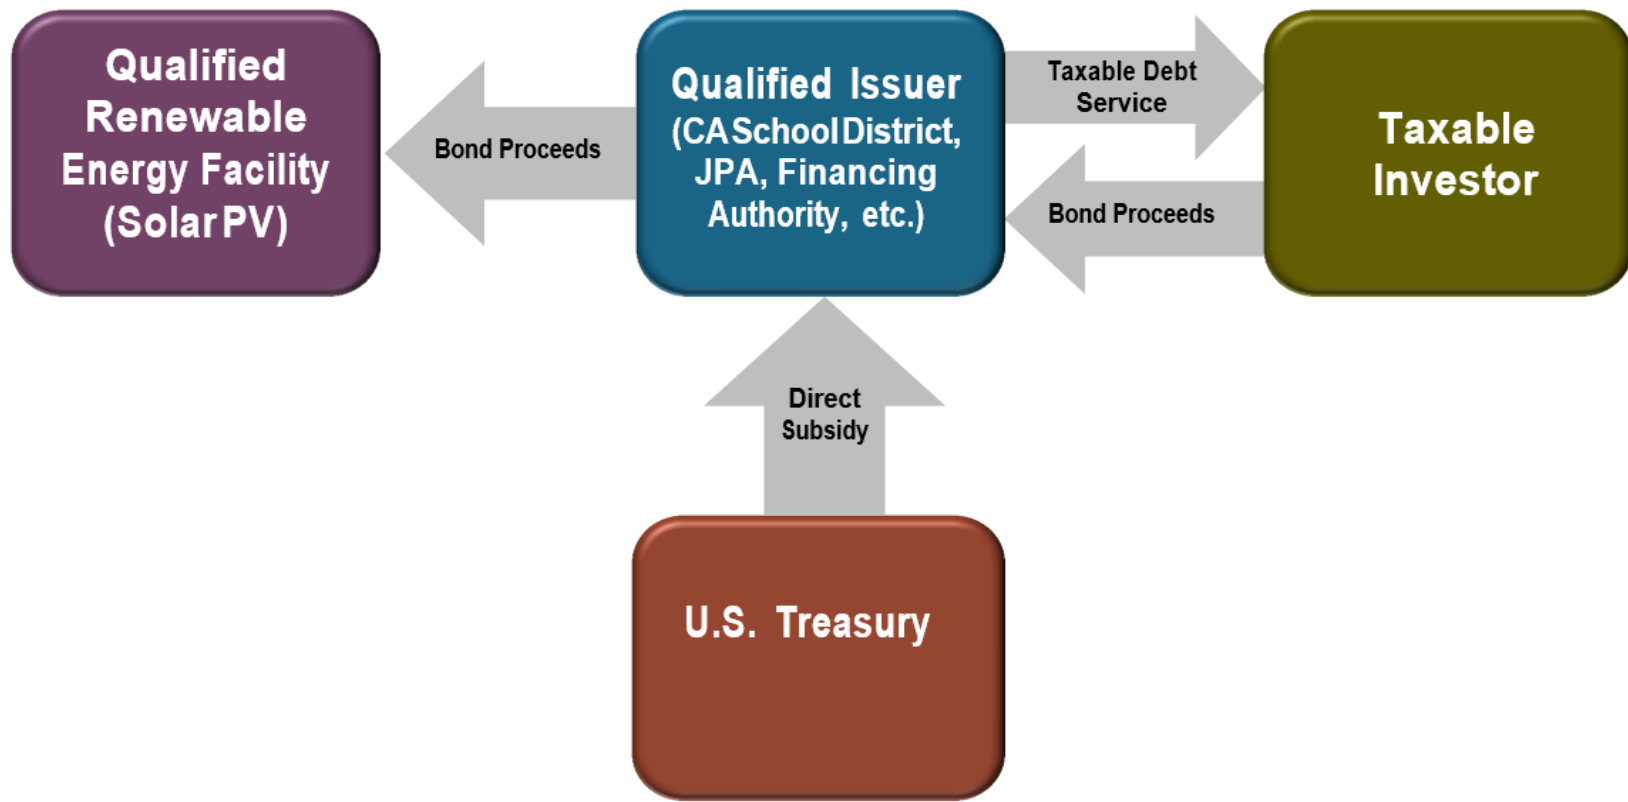 Qualified
Renewable
Energy Facility
(Solar PV)
Bond Proceeds
Qualified Issuer
(CA School District,
JPA, Financing
Authority, etc.)
Taxable Debt
Service
Bond Proceeds
Taxable
Investor
Direct
Subsidy
U.S. Treasury